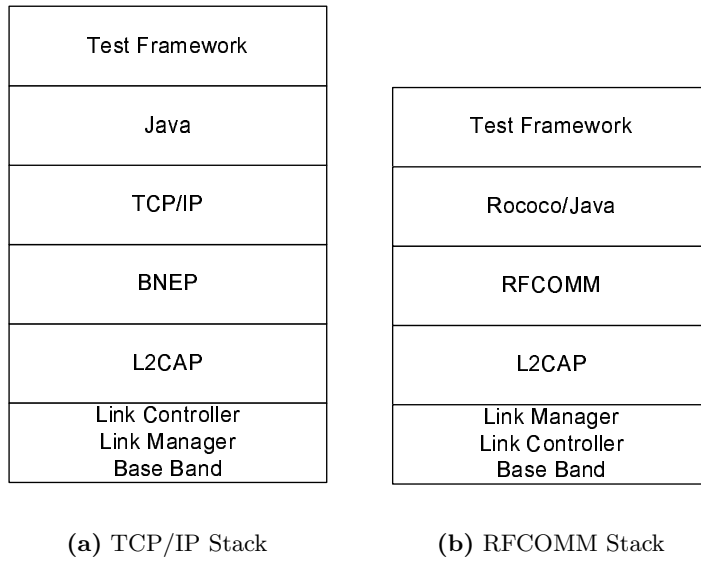 Test Framework
Java
TCP/IP
BNEP
L2CAP
Link Controller
Link Manager
Base Band
(a) TCP/IP Stack
Test Framework
Rococo/Java
RFCOMM
L2CAP
Link Manager
Link Controller
Base Band
(b) RFCOMM Stack